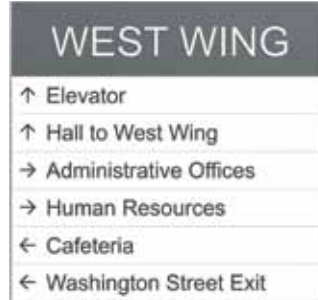 WEST WING
↑ Elevator
↑ Hall to West Wing
→ Administrative Offices
→ Human Resources
← Cafeteria
← Washington Street Exit